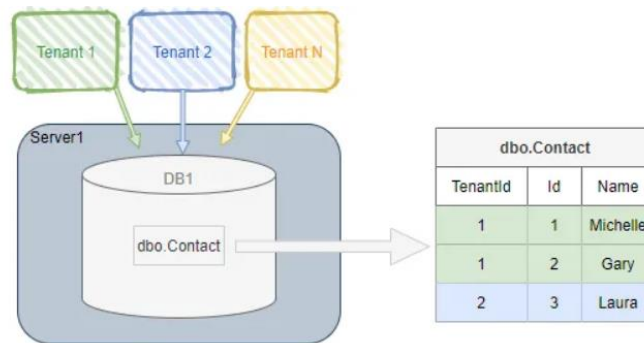 Tenant 1
Tenant 2
Tenant N
Server1
DB1
dbo.Contact
dbo.Contact
TenantId Id Name
1 1 Michelle
1 2 Gary
2 3 Laura